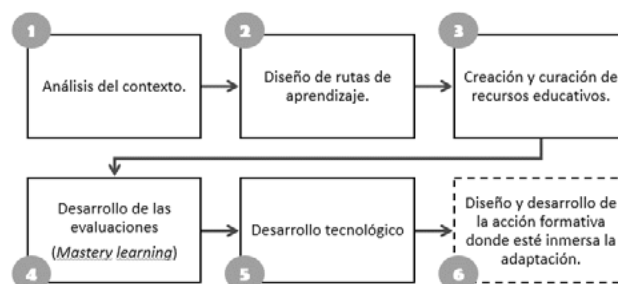 1
Análisis del contexto.
2
Diseño de rutas de
aprendizaje.
3
Creación y curación de
recursos educativos.
4
Desarrollo de las
evaluaciones
(Mastery learning)
5
Desarrollo tecnológico
6
Diseño y desarrollo de
la acción formativa
donde esté inmersa la
adaptación.